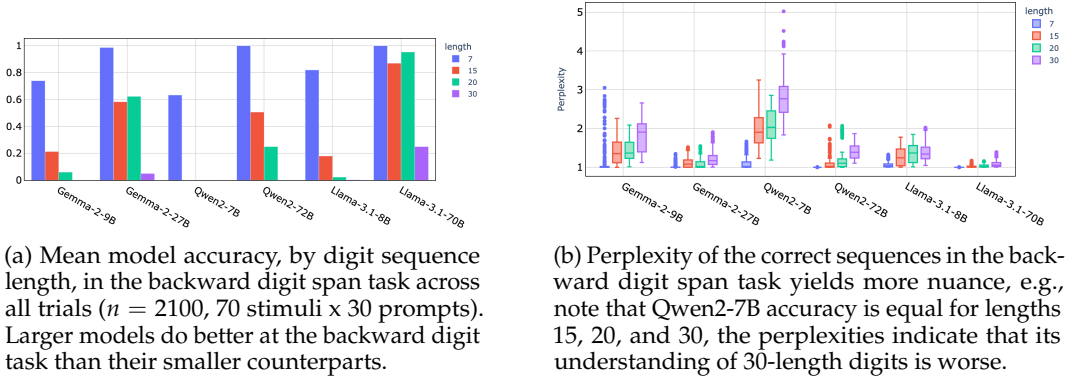 length
7
15
20
30
1
0.8
0.6
0.4
0.2
0
Gemma-2-9B
Gemma-2-27B
Qwen2-7B
Qwen2-72B
Llama-3.1-8B
Llama-3.1-70B
(a) Mean model accuracy, by digit sequence
length, in the backward digit span task across
all trials (n = 2100, 70 stimuli x 30 prompts).
Larger models do better at the backward digit
task than their smaller counterparts.
length
7
15
20
30
5
4
3
2
1
Perplexity
Gemma-2-9B
Gemma-2-27B
Qwen2-7B
Qwen2-72B
Llama-3.1-8B
Llama-3.1-70B
(b) Perplexity of the correct sequences in the back-
ward digit span task yields more nuance, e.g.,
note that Qwen2-7B accuracy is equal for lengths
15, 20, and 30, the perplexities indicate that its
understanding of 30-length digits is worse.